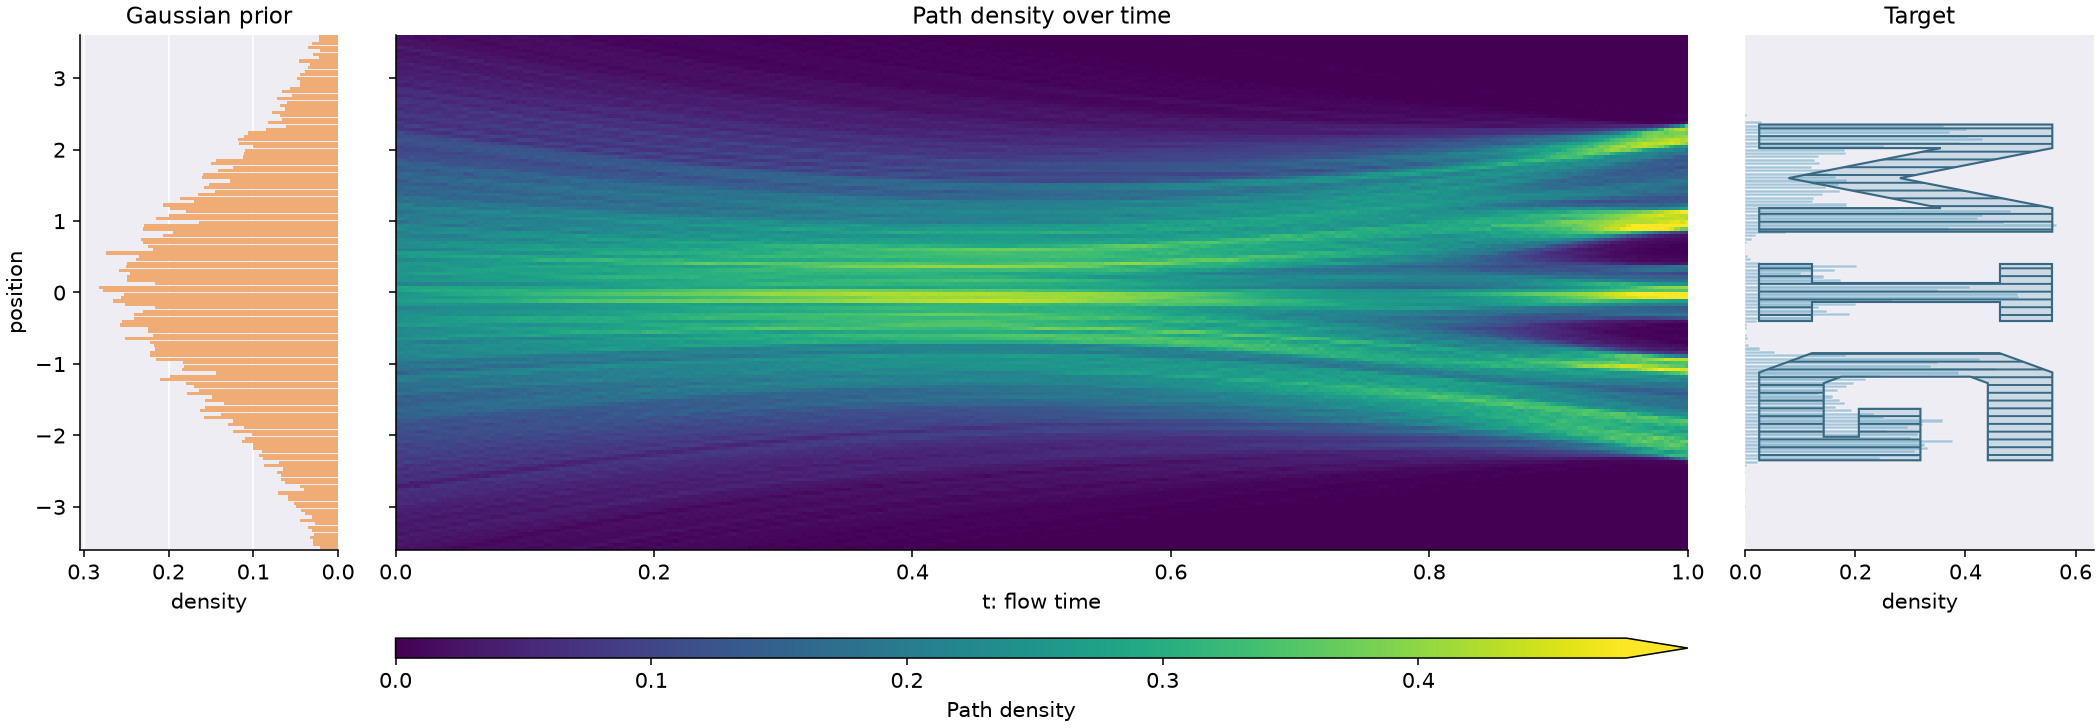 Gaussian prior
Path density over time
Target
position
3
2
1
0
−1
−2
−3
0.3 0.2 0.1 0.0
density
0.0 0.2 0.4 0.6 0.8 1.0
t: flow time
MIG
0.0 0.2 0.4 0.6
density
0.0 0.1 0.2 0.3 0.4
Path density